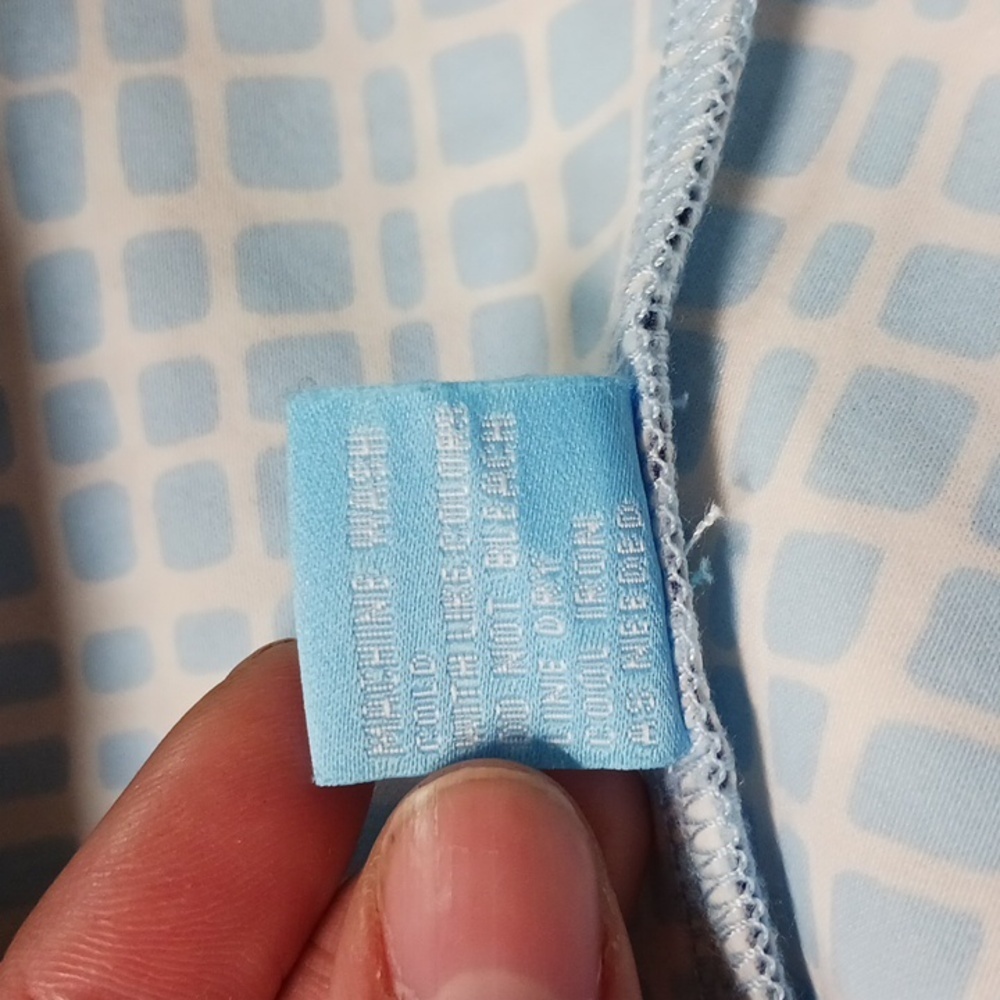 MACHINE WASH
COLD
WITH LIKE COLOURS
DO NOT BLEACH
LINE DRY
COOL IRON
AS NEEDED